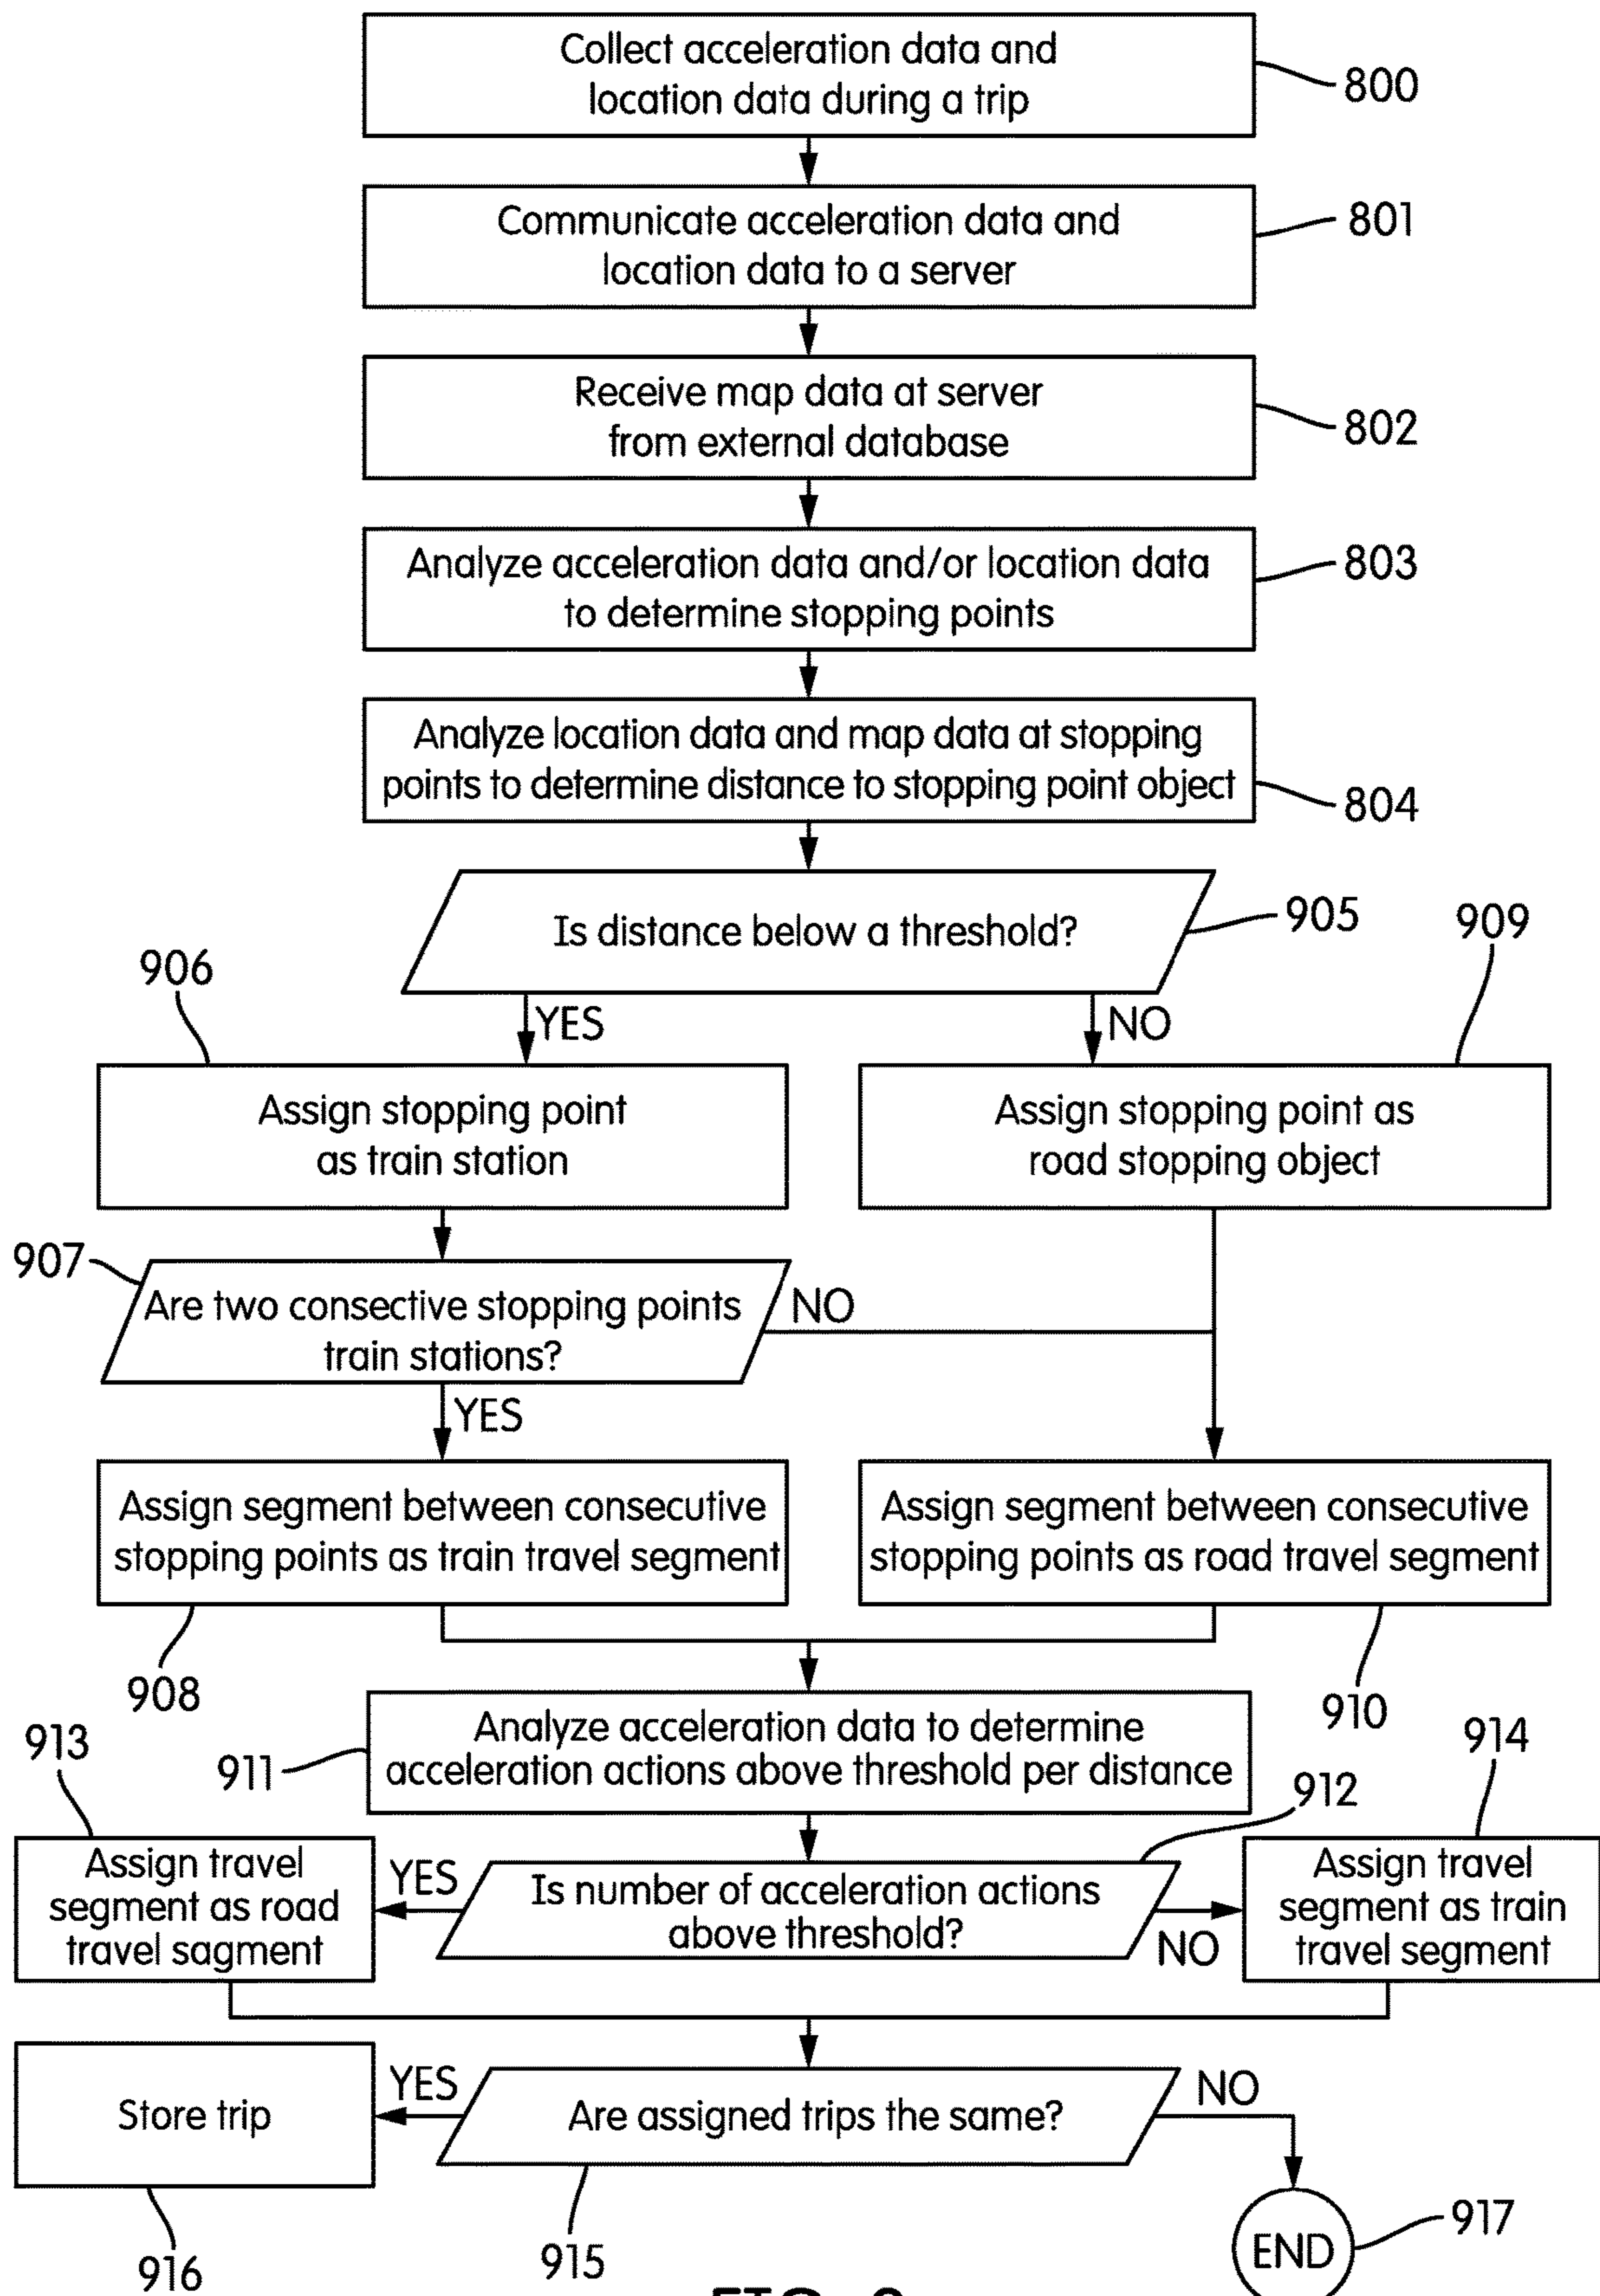 Collect acceleration data and
location data during a trip
800
Communicate acceleration data and
location data to a server
801
Receive map data at server
from external database
802
Analyze acceleration data and/or location data
to determine stopping points
803
Analyze location data and map data at stopping
points to determine distance to stopping point object
804
Is distance below a threshold?
905
909
906
YES
NO
Assign stopping point
as train station
Assign stopping point as
road stopping object
907
Are two consective stopping points
train stations?
NO
YES
Assign segment between consecutive
stopping points as train travel segment
Assign segment between consecutive
stopping points as road travel segment
908
910
Analyze acceleration data to determine
acceleration actions above threshold per distance
911
913
914
912
Assign travel
segment as road
travel sagment
YES
Is number of acceleration actions
above threshold?
NO
Assign travel
segment as train
travel segment
Store trip
YES
Are assigned trips the same?
NO
916
915
END
917